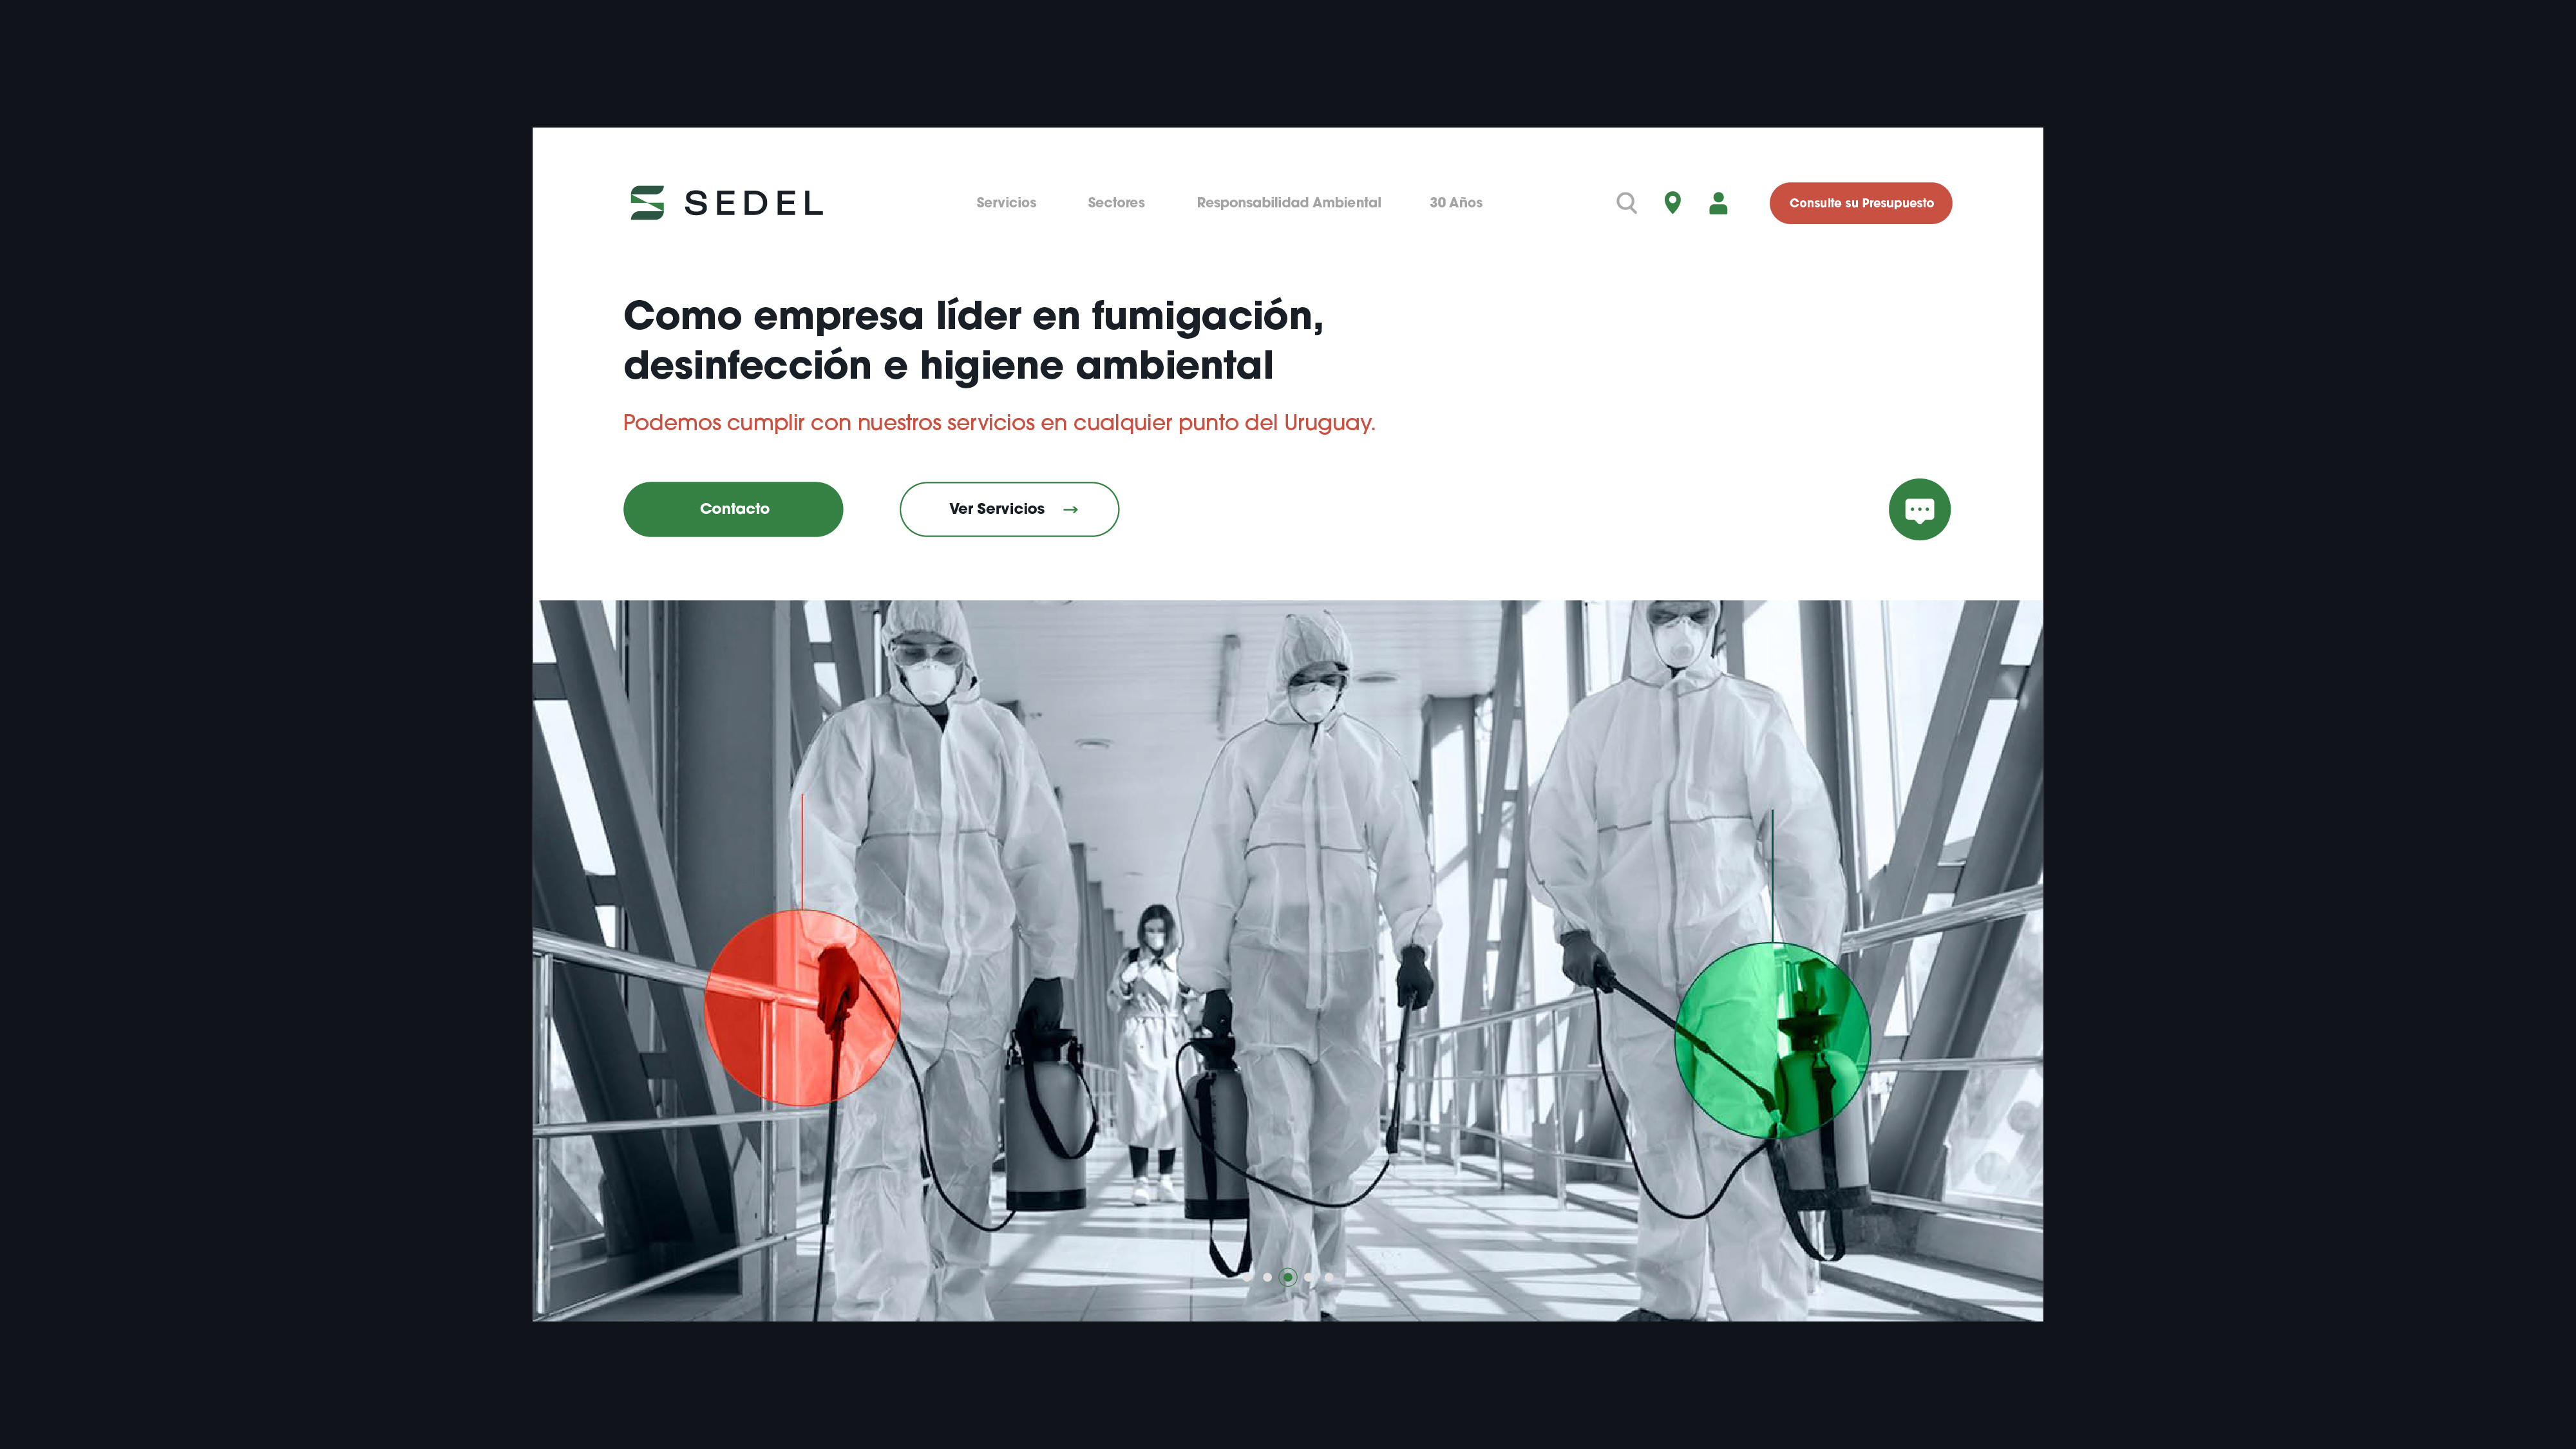 SEDEL
Servicios
Sectores
Responsabilidad Ambiental
30 Años
Consulte su Presupuesto
Como empresa líder en fumigación,
desinfección e higiene ambiental
Podemos cumplir con nuestros servicios en cualquier punto del Uruguay.
Contacto
Ver Servicios →